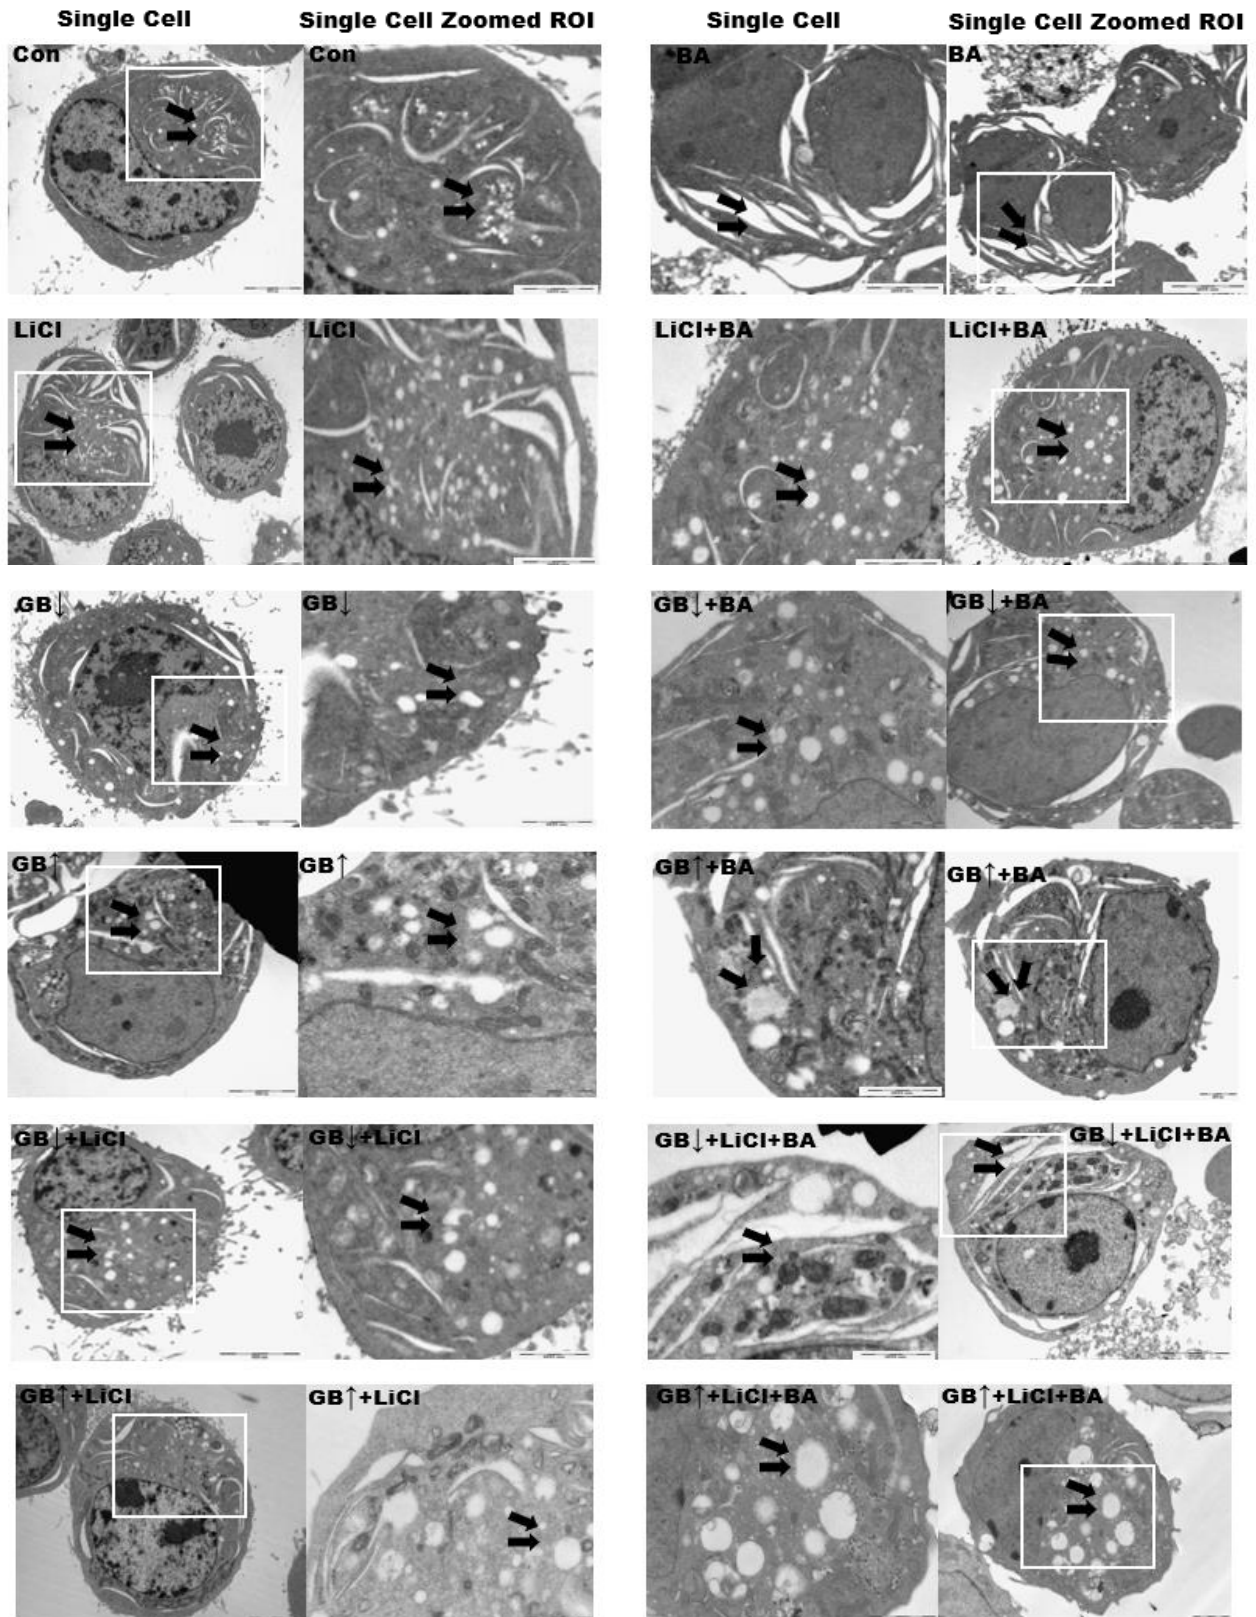 Single Cell Single Cell Zoomed ROI Single Cell Single Cell Zoomed ROI
Con Con BA BA
LiCl LiCl LiCl+BA LiCl+BA
GB↓ GB↓ GB↓+BA GB↓+BA
GB↑ GB↑ GB↑+BA GB↑+BA
GB↓+LiCl GB↓+LiCl GB↓+LiCl+BA GB↓+LiCl+BA
GB↑+LiCl GB↑+LiCl GB↑+LiCl+BA GB↑+LiCl+BA